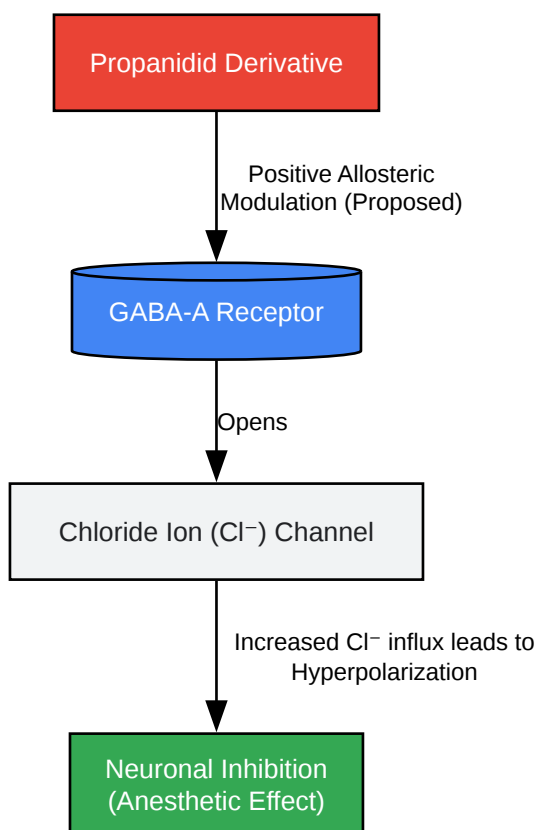 Propanidid Derivative
Positive Allosteric
Modulation (Proposed)
GABA-A Receptor
Opens
Chloride Ion (Cl⁻) Channel
Increased Cl⁻ influx leads to
Hyperpolarization
Neuronal Inhibition
(Anesthetic Effect)